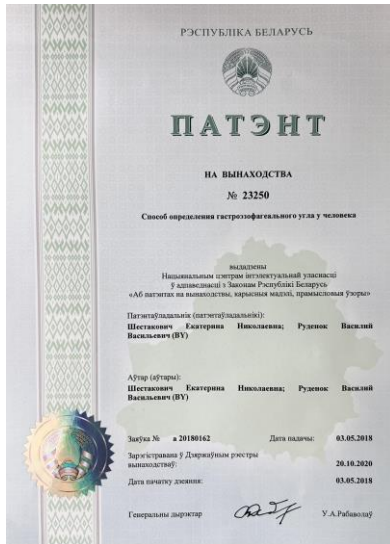 РЭСПУБЛІКА БЕЛАРУСЬ
ПАТЭНТ
НА ВЫНАХОДСТВА
№ 23250
Способ определения гастроэзофагеального угла у человека
выдадзены
Нацыянальным цэнтрам інтэлектуальнай уласнасці
ў адпаведнасці з Законам Рэспублікі Беларусь
«Аб патэнтах на вынаходствы, карысныя мадэлі, прамысловыя ўзоры»
Патэнтаўладальнік (патэнтаўладальнікі):
Шестакович Екатерина Николаевна; Руденок Василий
Васильевич (BY)
Аўтар (аўтары):
Шестакович Екатерина Николаевна; Руденок Василий
Васильевич (BY)
Заяўка № a 20180162 Дата падачы: 03.05.2018
Зарэгістравана ў Дзяржаўным рэестры
вынаходстваў: 20.10.2020
Дата пачатку дзеяння: 03.05.2018
Генеральны дырэктар У.А.Рабаволаў